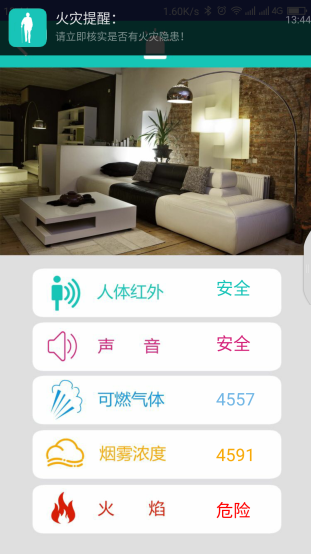 火灾提醒：
1.60K/s 4G 13:44
请立即核实是否有火灾隐患！
人体红外 安全
声 音 安全
可燃气体 4557
烟雾浓度 4591
火 焰 危险